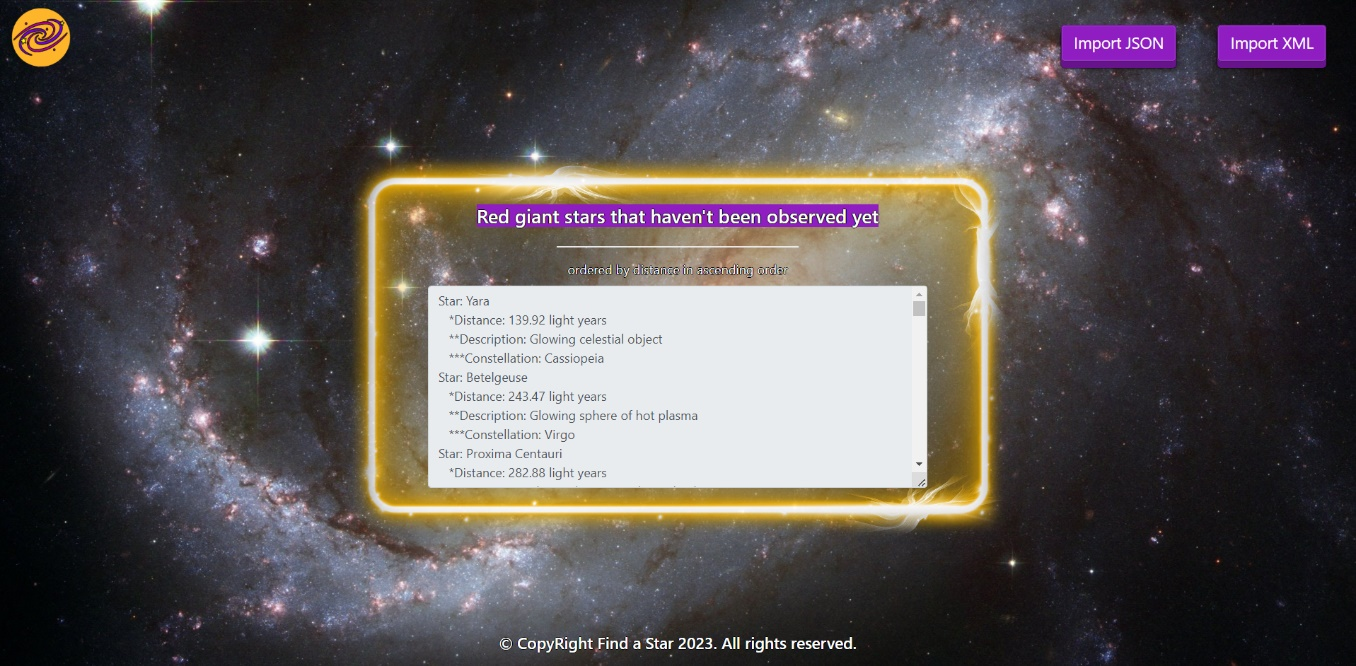 Import JSON
Import XML
Red giant stars that haven't been observed yet
ordered by distance in ascending order
Star: Yara
*Distance: 139.92 light years
**Description: Glowing celestial object
***Constellation: Cassiopeia
Star: Betelgeuse
*Distance: 243.47 light years
**Description: Glowing sphere of hot plasma
***Constellation: Virgo
Star: Proxima Centauri
*Distance: 282.88 light years
© CopyRight Find a Star 2023. All rights reserved.